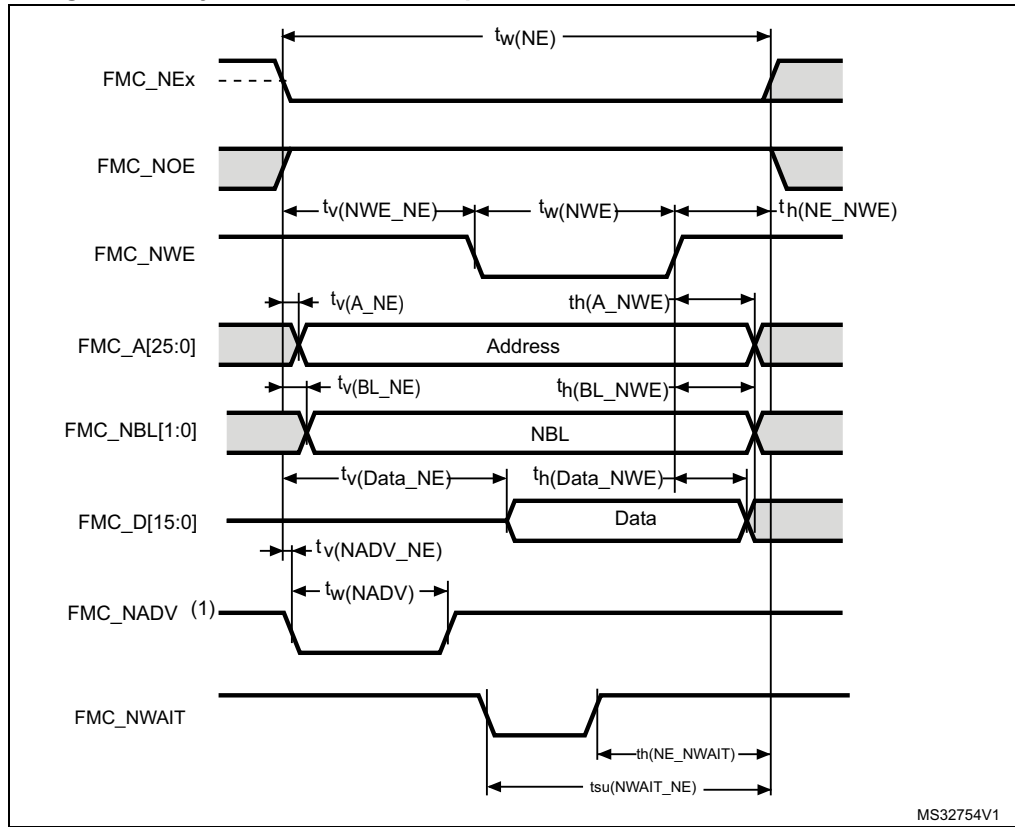 tw(NE)
FMC_NEx
FMC_NOE
tv(NWE_NE) tw(NWE) th(NE_NWE)
FMC_NWE
tv(A_NE) th(A_NWE)
FMC_A[25:0] Address
tv(BL_NE) th(BL_NWE)
FMC_NBL[1:0] NBL
tv(Data_NE) th(Data_NWE)
FMC_D[15:0] Data
tv(NADV_NE)
tw(NADV)
FMC_NADV (1)
FMC_NWAIT
th(NE_NWAIT)
tsu(NWAIT_NE)
MS32754V1